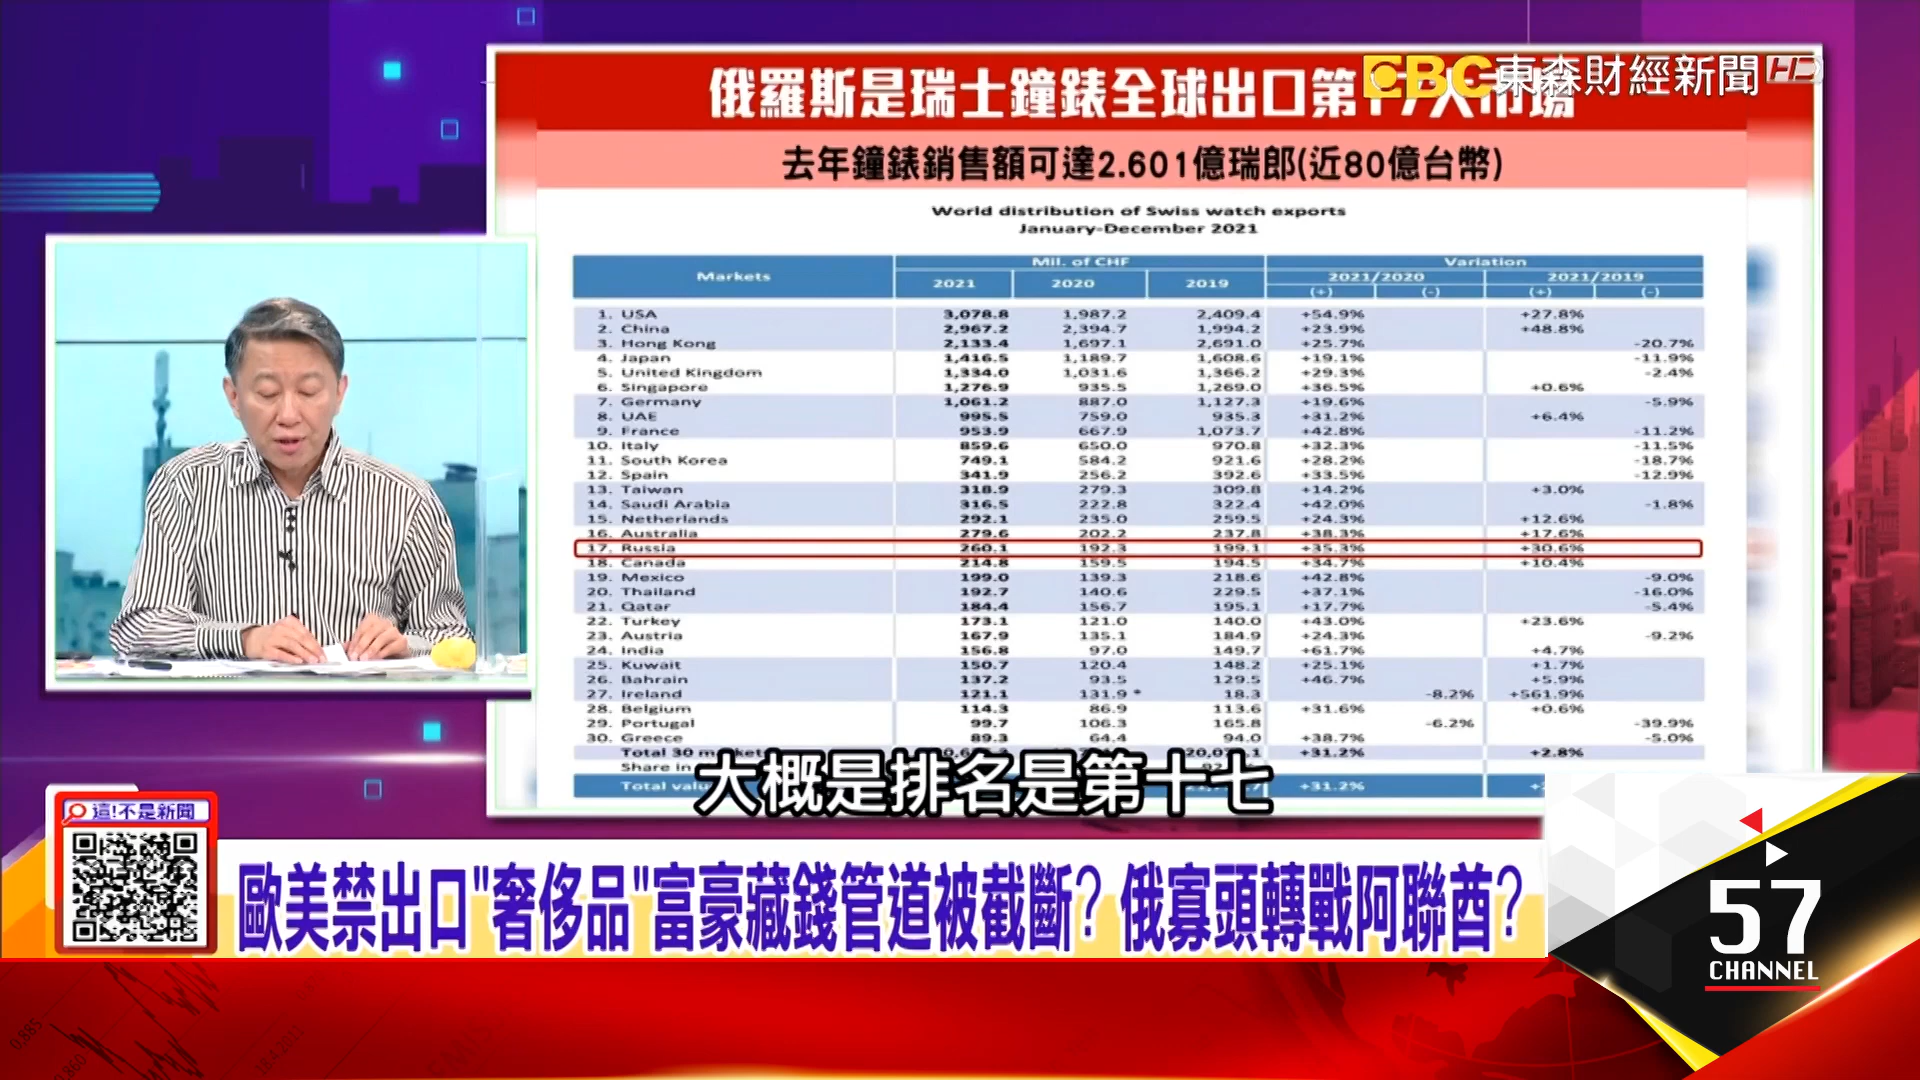 俄羅斯是瑞士鐘錶全球出口第17大市場
EBC 東森財經新聞 HD
去年鐘錶銷售額可達2.601億瑞郎(近80億台幣)
World distribution of Swiss watch exports
January-December 2021
Markets Mil. of CHF Variation
2021 2020 2019 2021/2020 2021/2019
(+) (-) (+) (-)
1. USA 3,078.8 1,987.2 2,409.4 +54.9% +27.8%
2. China 2,967.2 2,394.7 1,994.2 +23.9% +48.8%
3. Hong Kong 2,133.4 1,697.1 2,691.0 +25.7% -20.7%
4. Japan 1,416.5 1,189.7 1,608.6 +19.1% -11.9%
5. United Kingdom 1,334.0 1,031.6 1,366.2 +29.3% -2.4%
6. Singapore 1,276.9 935.5 1,269.0 +36.5% +0.6%
7. Germany 1,061.2 887.0 1,127.3 +19.6% -5.9%
8. UAE 995.5 759.0 935.3 +31.2% +6.4%
9. France 953.9 667.9 1,073.7 +42.8% -11.2%
10. Italy 859.6 650.0 970.8 +32.3% -11.5%
11. South Korea 749.1 584.2 921.6 +28.2% -18.7%
12. Spain 341.9 256.2 392.6 +33.5% -12.9%
13. Taiwan 318.9 279.3 309.8 +14.2% +3.0%
14. Saudi Arabia 316.5 222.8 322.4 +42.0% -1.8%
15. Netherlands 292.1 235.0 259.5 +24.3% +12.6%
16. Australia 279.6 202.2 237.8 +38.3% +17.6%
17. Russia 260.1 192.3 199.1 +35.3% +30.6%
18. Canada 214.8 159.5 194.5 +34.7% +10.4%
19. Mexico 199.0 139.3 218.6 +42.8% -9.0%
20. Thailand 192.7 140.6 229.5 +37.1% -16.0%
21. Qatar 184.4 156.7 195.1 +17.7% -5.4%
22. Turkey 173.1 121.0 140.0 +43.0% +23.6%
23. Austria 167.9 135.1 184.9 +24.3% -9.2%
24. India 156.8 97.0 149.7 +61.7% +4.7%
25. Kuwait 150.7 120.4 148.2 +25.1% +1.7%
26. Bahrain 137.2 93.5 129.5 +46.7% +5.9%
27. Ireland 121.1 131.9 * 18.3 -8.2% +561.9%
28. Belgium 114.3 86.9 113.6 +31.6% +0.6%
29. Portugal 99.7 106.3 165.8 -6.2% -39.9%
30. Greece 89.3 64.4 94.0 +38.7% -5.0%
Total 30 +31.2% +2.8%
Share in
Total +31.2%
大概是排名是第十七
這!不是新聞
歐美禁出口"奢侈品"富豪藏錢管道被截斷? 俄寡頭轉戰阿聯酋?
57
CHANNEL